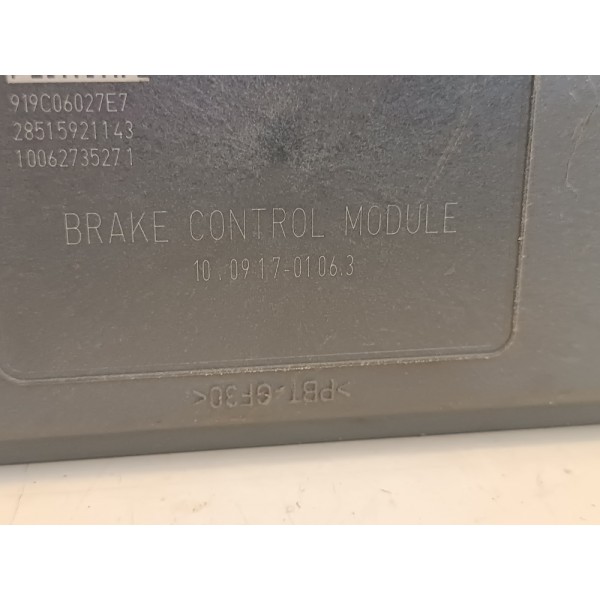 919C06027E7
28515921143
10062735271
BRAKE CONTROL MODULE
10.0917-0106.3
>PBT-GF30<